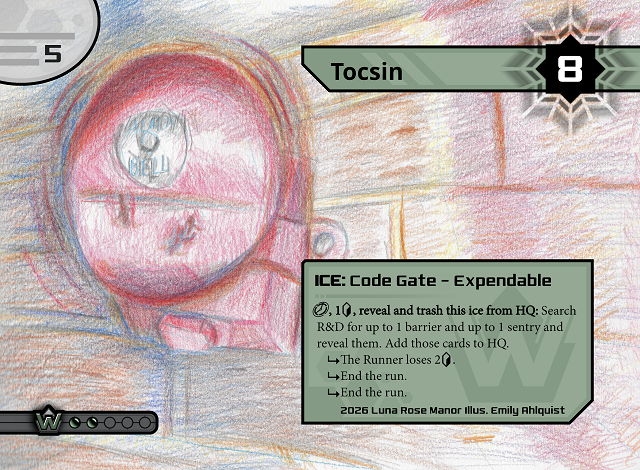 5
Tocsin
8
BELL
ICE: Code Gate - Expendable
, 1, reveal and trash this ice from HQ: Search
R&D for up to 1 barrier and up to 1 sentry and
reveal them. Add those cards to HQ.
↳The Runner loses 2.
↳End the run.
↳End the run.
2026 Luna Rose Manor Illus. Emily Ahlquist